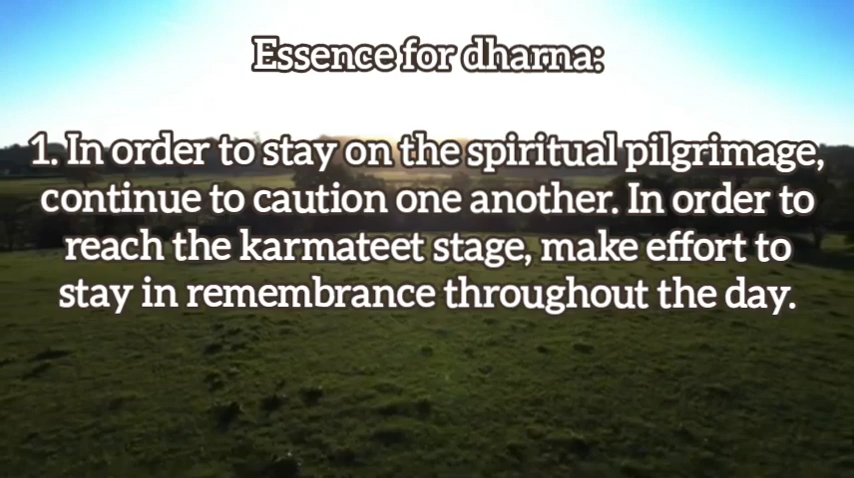 Essence for dharna:
1. In order to stay on the spiritual pilgrimage,
continue to caution one another. In order to
reach the karmateet stage, make effort to
stay in remembrance throughout the day.